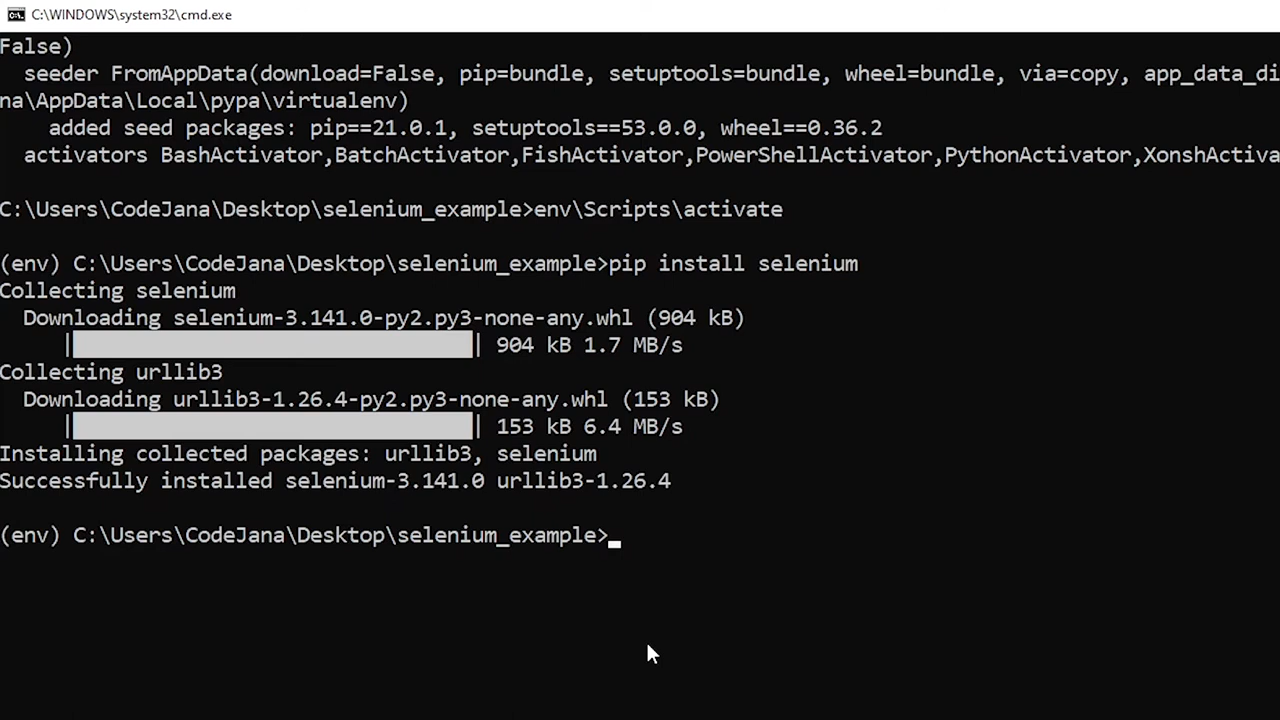 C:\WINDOWS\system32\cmd.exe
False)
seeder FromAppData(download=False, pip=bundle, setuptools=bundle, wheel=bundle, via=copy, app_data_di
na\AppData\Local\pypa\virtualenv)
added seed packages: pip==21.0.1, setuptools==53.0.0, wheel==0.36.2
activators BashActivator,BatchActivator,FishActivator,PowerShellActivator,PythonActivator,XonshActiva
C:\Users\CodeJana\Desktop\selenium_example>env\Scripts\activate
(env) C:\Users\CodeJana\Desktop\selenium_example>pip install selenium
Collecting selenium
Downloading selenium-3.141.0-py2.py3-none-any.whl (904 kB)
| | 904 kB 1.7 MB/s
Collecting urllib3
Downloading urllib3-1.26.4-py2.py3-none-any.whl (153 kB)
| | 153 kB 6.4 MB/s
Installing collected packages: urllib3, selenium
Successfully installed selenium-3.141.0 urllib3-1.26.4
(env) C:\Users\CodeJana\Desktop\selenium_example>